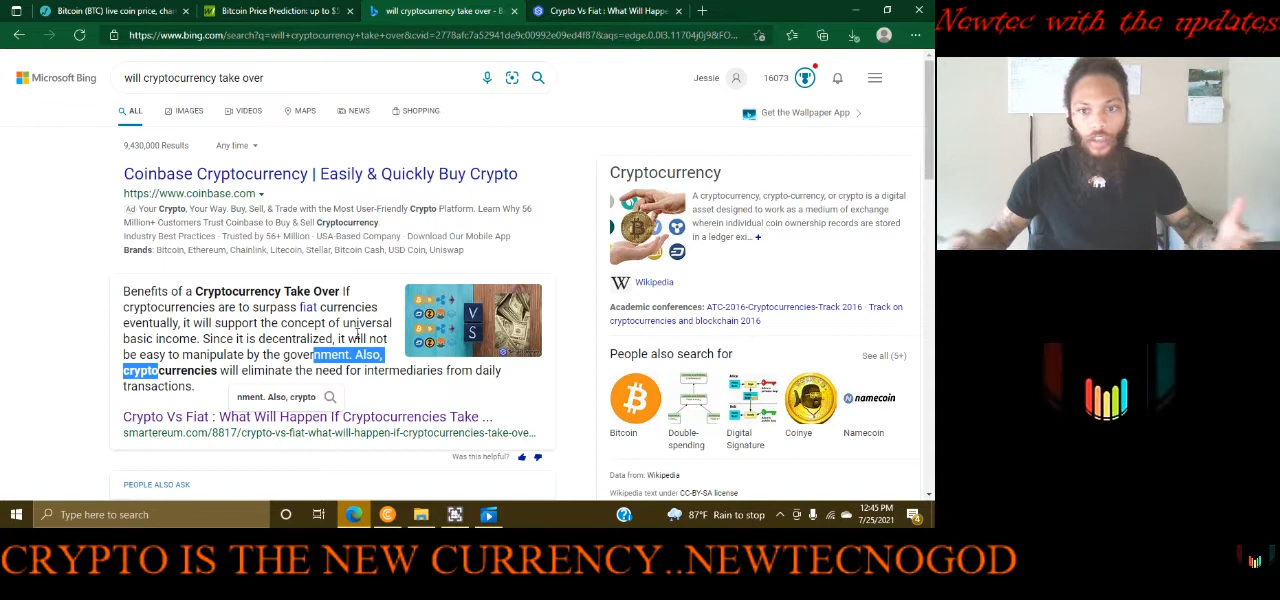 Bitcoin (BTC) live coin price, char
Bitcoin Price Prediction: up to $5
will cryptocurrency take over - B
Crypto Vs Fiat : What Will Happe
Newtec with the updates
https://www.bing.com/search?q=will+cryptocurrency+take+over&cvid=2778afc7a52941de9c00992e09ed4f87&aqs=edge.0.0l3.11704j0j9&FO...
Microsoft Bing
will cryptocurrency take over
Jessie
16073
ALL
IMAGES
VIDEOS
MAPS
NEWS
SHOPPING
Get the Wallpaper App
9,430,000 Results
Any time
Coinbase Cryptocurrency | Easily & Quickly Buy Crypto
https://www.coinbase.com
Ad Your Crypto, Your Way. Buy, Sell, & Trade with the Most User-Friendly Crypto Platform. Learn Why 56
Million+ Customers Trust Coinbase to Buy & Sell Cryptocurrency.
Industry Best Practices · Trusted by 56+ Million · USA-Based Company · Download Our Mobile App
Brands: Bitcoin, Ethereum, Chainlink, Litecoin, Stellar, Bitcoin Cash, USD Coin, Uniswap
Benefits of a Cryptocurrency Take Over If
cryptocurrencies are to surpass fiat currencies
eventually, it will support the concept of universal
basic income. Since it is decentralized, it will not
be easy to manipulate by the government. Also,
cryptocurrencies will eliminate the need for intermediaries from daily
transactions.
V
S
nment. Also, crypto
Crypto Vs Fiat : What Will Happen If Cryptocurrencies Take ...
smartereum.com/8817/crypto-vs-fiat-what-will-happen-if-cryptocurrencies-take-ove...
Was this helpful?
PEOPLE ALSO ASK
Cryptocurrency
A cryptocurrency, crypto-currency, or crypto is a digital
asset designed to work as a medium of exchange
wherein individual coin ownership records are stored
in a ledger exi... +
W Wikipedia
Academic conferences: ATC-2016-Cryptocurrencies-Track 2016 · Track on
cryptocurrencies and blockchain 2016
People also search for
See all (5+)
namecoin
Bitcoin
Double-
spending
Digital
Signature
Coinye
Namecoin
Data from: Wikipedia
Wikipedia text under CC-BY-SA license
Type here to search
87°F Rain to stop
12:45 PM
7/25/2021
4
CRYPTO IS THE NEW CURRENCY..NEWTECNOGOD